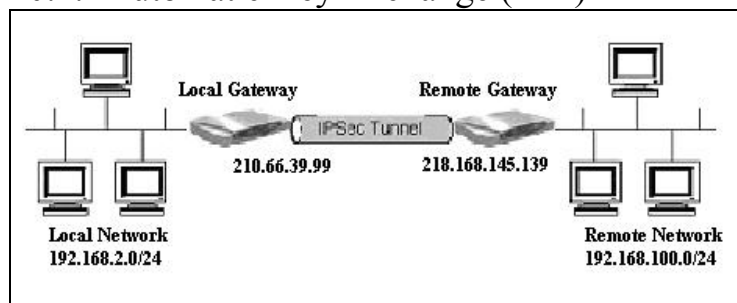 Local Gateway
Remote Gateway
IPSec Tunnel
210.66.39.99
218.168.145.139
Local Network
192.168.2.0/24
Remote Network
192.168.100.0/24